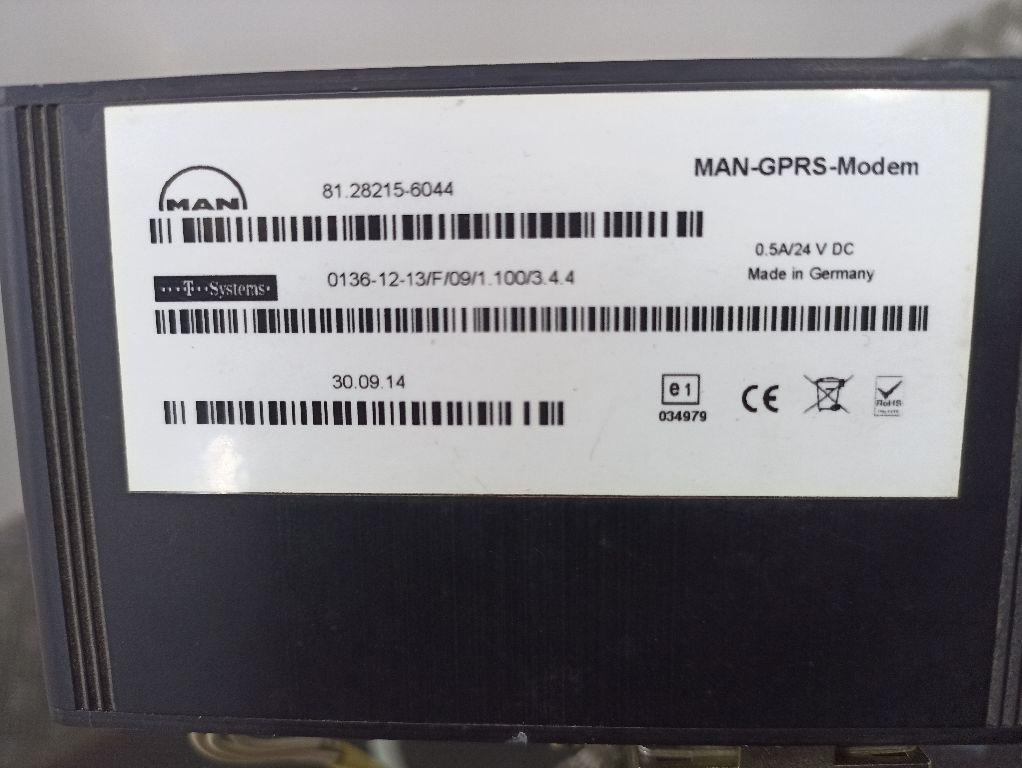 MAN-GPRS-Modem
MAN
81.28215-6044
0.5A/24 V DC
Made in Germany
···T··Systems·
0136-12-13/F/09/1.100/3.4.4
30.09.14
e1
034979
CE
RoHS